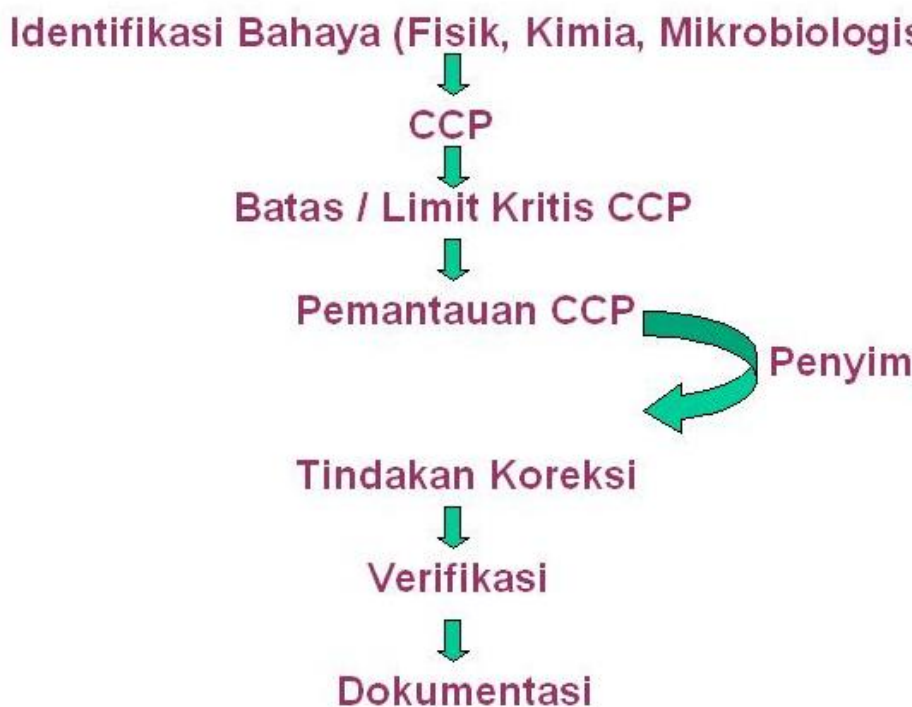 Identifikasi Bahaya (Fisik, Kimia, Mikrobiologis
CCP
Batas / Limit Kritis CCP
Pemantauan CCP
Penyim
Tindakan Koreksi
Verifikasi
Dokumentasi